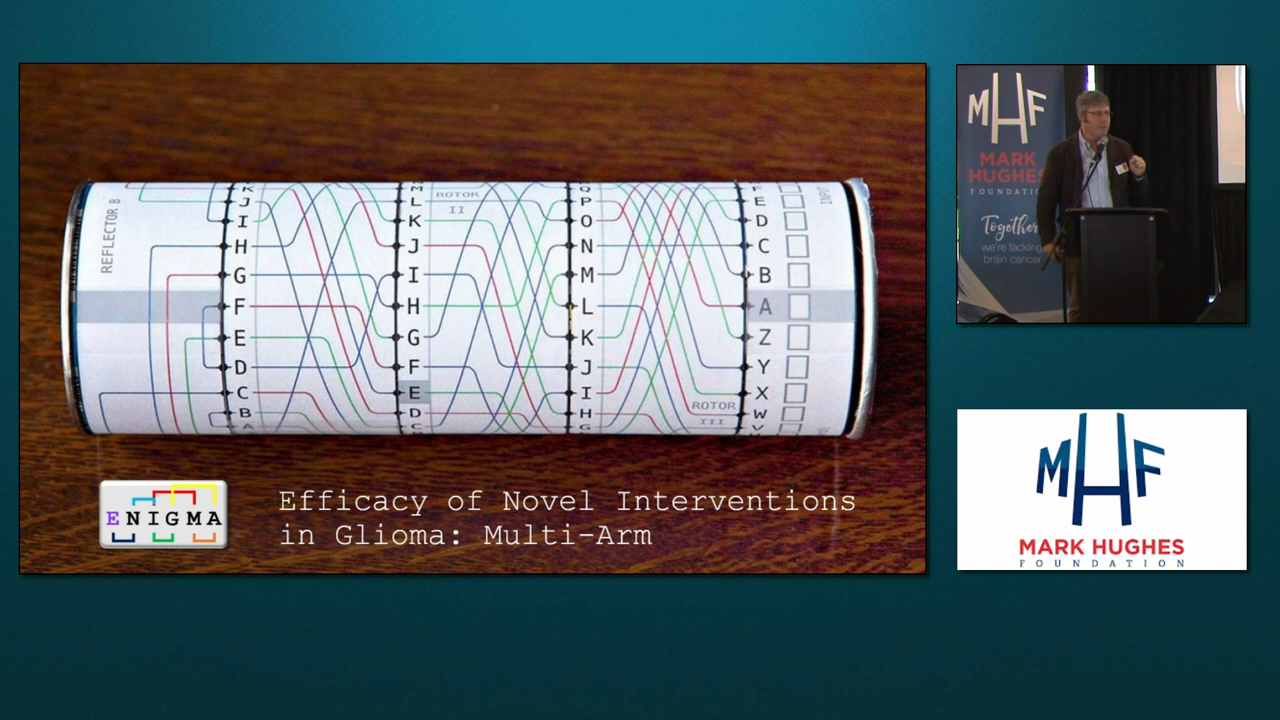 REFLECTOR B
K
J
I
H
G
F
E
D
C
B
A
M
L
K
J
I
H
G
F
E
D
C
ROTOR
II
Q
P
O
N
M
L
K
J
I
H
G
ROTOR
III
F
E
D
C
B
A
Z
Y
X
W
V
INPUT
ENIGMA
Efficacy of Novel Interventions
in Glioma: Multi-Arm
MHF
MARK
HUGHES
FOUNDATIO
Together
we're tackling
brain cancer
MHF
MARK HUGHES
FOUNDATION